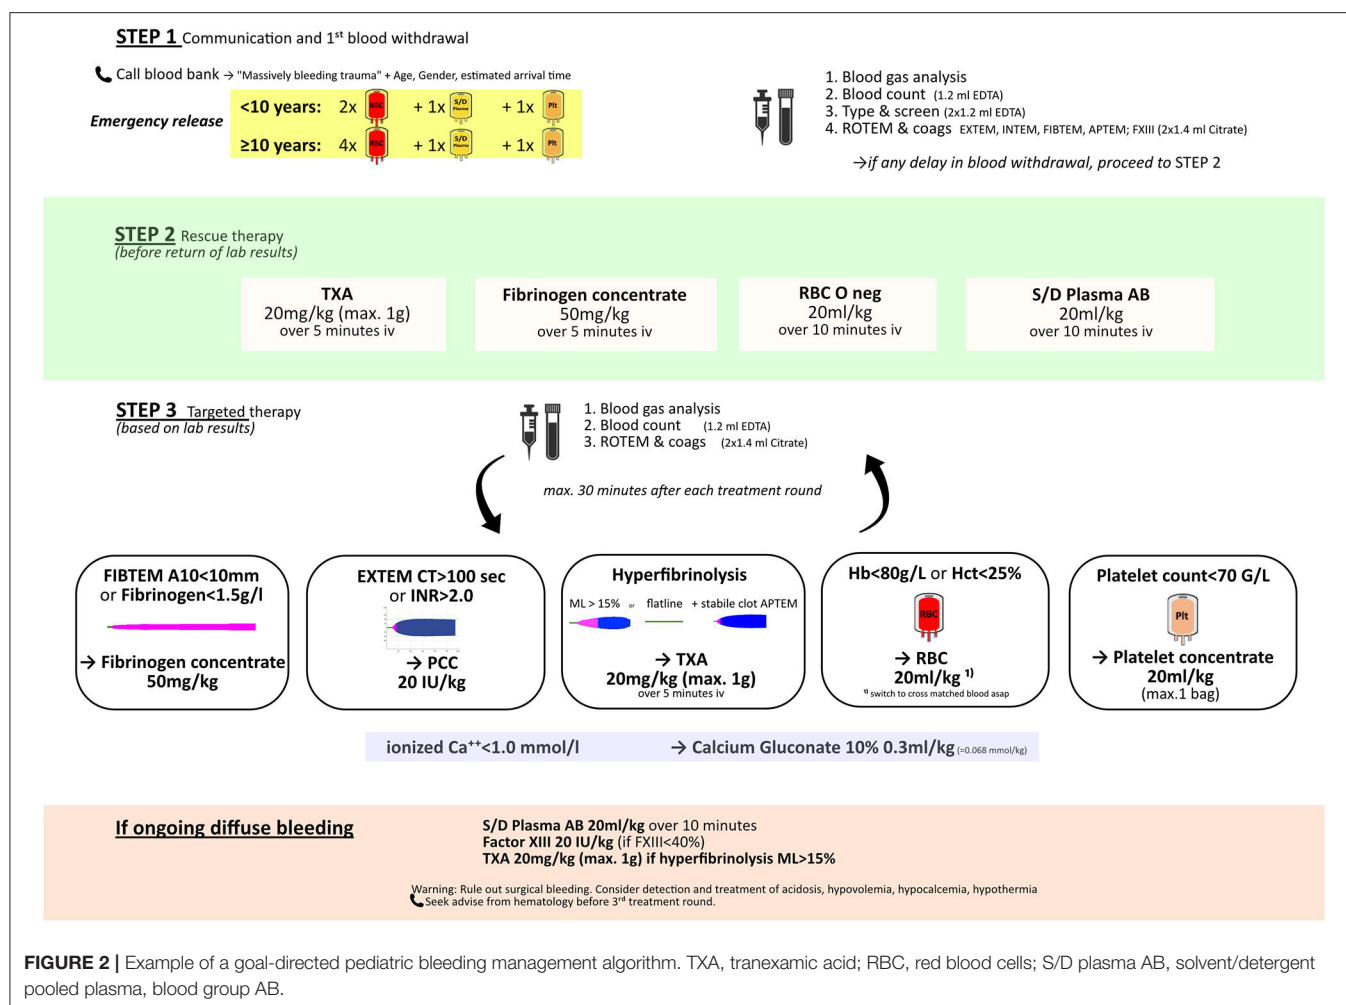 STEP 1 Communication and 1st blood withdrawal
Call blood bank → "Massively bleeding trauma" + Age, Gender, estimated arrival time
Emergency release
<10 years: 2x RBC + 1x S/D Plasma + 1x Plt
≥10 years: 4x RBC + 1x S/D Plasma + 1x Plt
1. Blood gas analysis
2. Blood count (1.2 ml EDTA)
3. Type & screen (2x1.2 ml EDTA)
4. ROTEM & coags EXTEM, INTEM, FIBTEM, APTEM; FXIII (2x1.4 ml Citrate)
→if any delay in blood withdrawal, proceed to STEP 2
STEP 2 Rescue therapy
(before return of lab results)
TXA
20mg/kg (max. 1g)
over 5 minutes iv
Fibrinogen concentrate
50mg/kg
over 5 minutes iv
RBC O neg
20ml/kg
over 10 minutes iv
S/D Plasma AB
20ml/kg
over 10 minutes iv
STEP 3 Targeted therapy
(based on lab results)
1. Blood gas analysis
2. Blood count (1.2 ml EDTA)
3. ROTEM & coags (2x1.4 ml Citrate)
max. 30 minutes after each treatment round
FIBTEM A10<10mm
or Fibrinogen<1.5g/l
→ Fibrinogen concentrate
50mg/kg
EXTEM CT>100 sec
or INR>2.0
→ PCC
20 IU/kg
Hyperfibrinolysis
ML > 15% or flatline + stabile clot APTEM
→ TXA
20mg/kg (max. 1g)
over 5 minutes iv
Hb<80g/L or Hct<25%
RBC
→ RBC
20ml/kg 1)
1) switch to cross matched blood asap
Platelet count<70 G/L
Plt
→ Platelet concentrate
20ml/kg
(max.1 bag)
ionized Ca++<1.0 mmol/l → Calcium Gluconate 10% 0.3ml/kg (=0.068 mmol/kg)
If ongoing diffuse bleeding
S/D Plasma AB 20ml/kg over 10 minutes
Factor XIII 20 IU/kg (if FXIII<40%)
TXA 20mg/kg (max. 1g) if hyperfibrinolysis ML>15%
Warning: Rule out surgical bleeding. Consider detection and treatment of acidosis, hypovolemia, hypocalcemia, hypothermia
Seek advise from hematology before 3rd treatment round.
FIGURE 2 | Example of a goal-directed pediatric bleeding management algorithm. TXA, tranexamic acid; RBC, red blood cells; S/D plasma AB, solvent/detergent
pooled plasma, blood group AB.